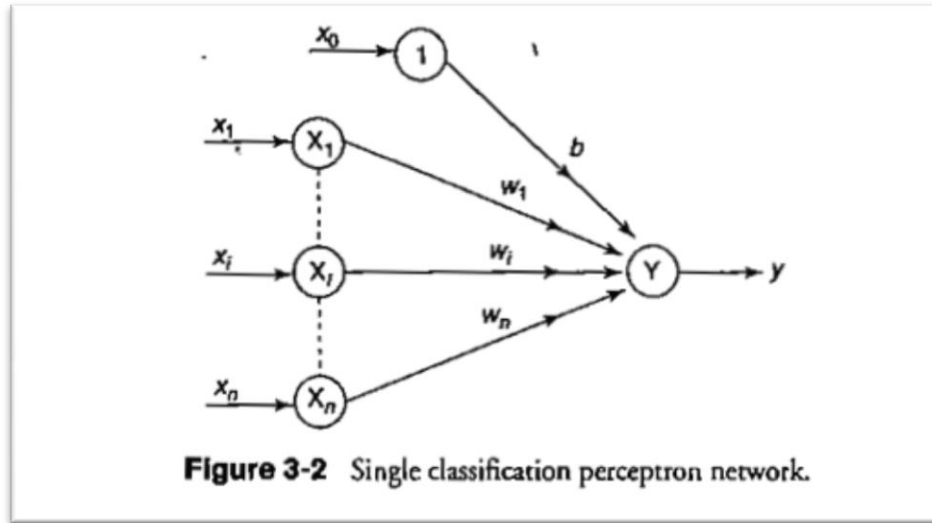 x0
1
x1
X1
b
w1
xi
Xi
wi
Y
y
wn
xn
Xn
Figure 3-2 Single classification perceptron network.